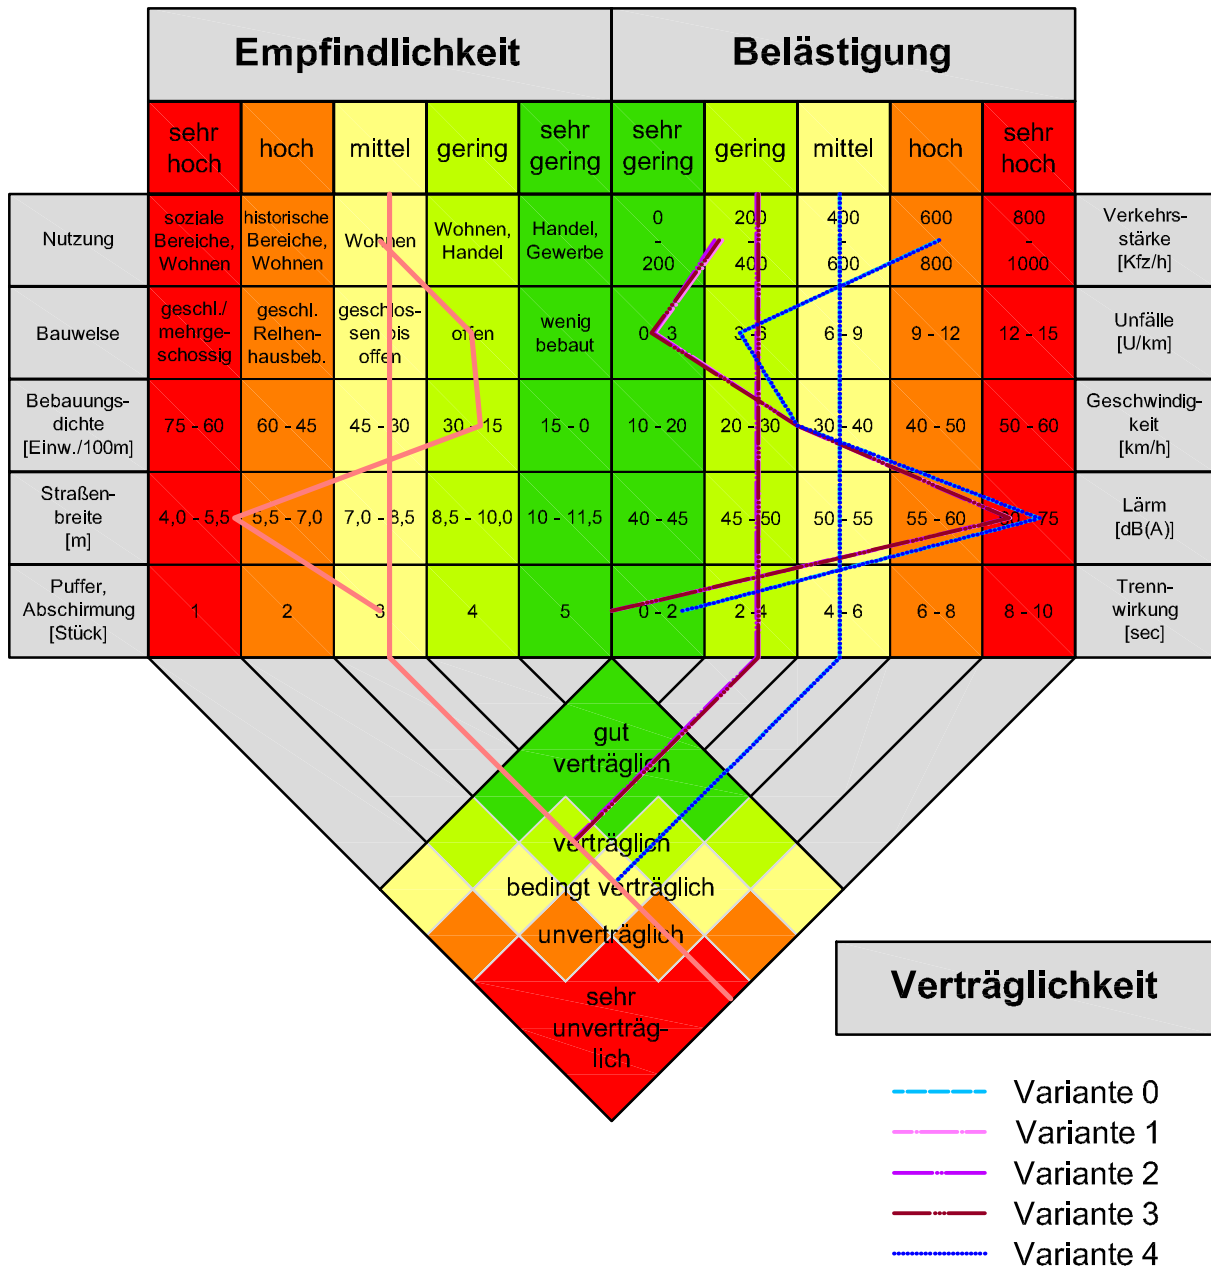 Empfindlichkeit
Belästigung
sehr
hoch
hoch
mittel
gering
sehr
gering
sehr
gering
gering
mittel
hoch
sehr
hoch
Nutzung
soziale
Bereiche,
Wohnen
historische
Bereiche,
Wohnen
Wohnen
Wohnen,
Handel
Handel,
Gewerbe
0
-
200
200
-
400
400
-
600
600
-
800
800
-
1000
Verkehrs-
stärke
[Kfz/h]
Bauwelse
geschl./
mehrge-
schossig
geschl.
Relhen-
hausbeb.
geschlos-
sen bis
offen
offen
wenig
bebaut
0 - 3
3 - 6
6 - 9
9 - 12
12 - 15
Unfälle
[U/km]
Bebauungs-
dichte
[Einw./100m]
75 - 60
60 - 45
45 - 30
30 - 15
15 - 0
10 - 20
20 - 30
30 - 40
40 - 50
50 - 60
Geschwindig-
keit
[km/h]
Straßen-
breite
[m]
4,0 - 5,5
5,5 - 7,0
7,0 - 8,5
8,5 - 10,0
10 - 11,5
40 - 45
45 - 50
50 - 55
55 - 60
60 - 75
Lärm
[dB(A)]
Puffer,
Abschirmung
[Stück]
1
2
3
4
5
0 - 2
2 - 4
4 - 6
6 - 8
8 - 10
Trenn-
wirkung
[sec]
gut
verträglich
verträglich
bedingt verträglich
unverträglich
sehr
unverträg-
lich
Verträglichkeit
Variante 0
Variante 1
Variante 2
Variante 3
Variante 4